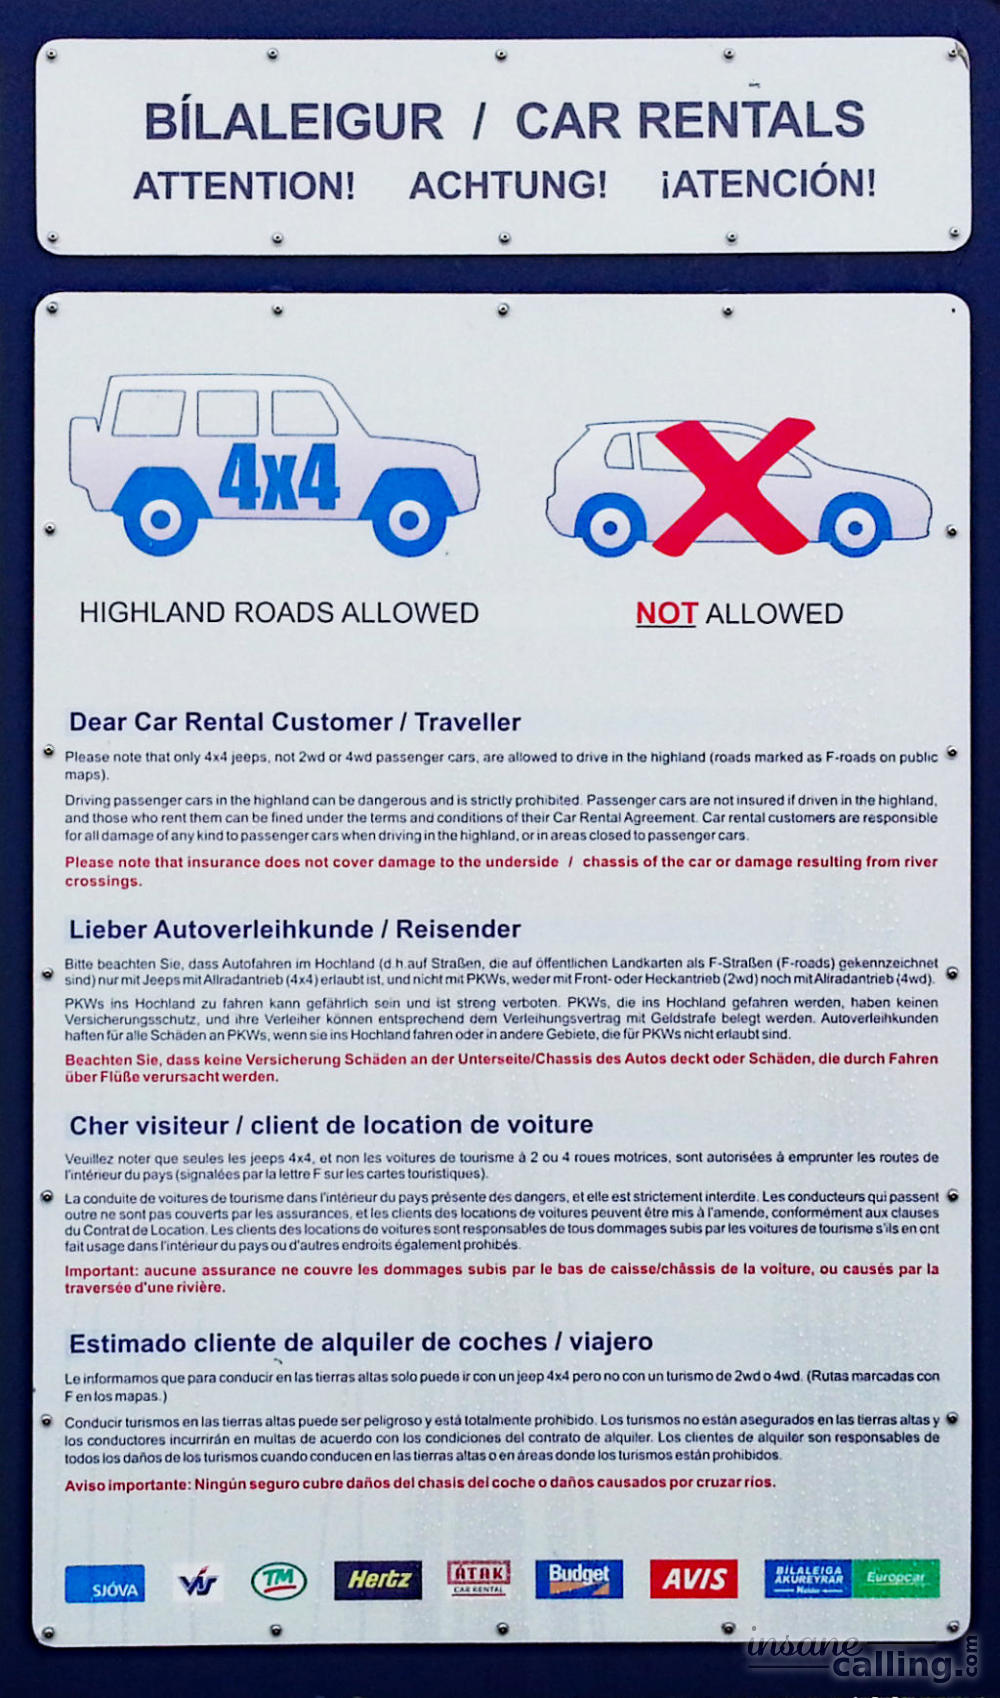 BÍLALEIGUR / CAR RENTALS
ATTENTION! ACHTUNG! ¡ATENCIÓN!
4x4
HIGHLAND ROADS ALLOWED
NOT ALLOWED
Dear Car Rental Customer / Traveller
Please note that only 4x4 jeeps, not 2wd or 4wd passenger cars, are allowed to drive in the highland (roads marked as F-roads on public
maps).
Driving passenger cars in the highland can be dangerous and is strictly prohibited. Passenger cars are not insured if driven in the highland,
and those who rent them can be fined under the terms and conditions of their Car Rental Agreement. Car rental customers are responsible
for all damage of any kind to passenger cars when driving in the highland, or in areas closed to passenger cars.
Please note that insurance does not cover damage to the underside / chassis of the car or damage resulting from river
crossings.
Lieber Autoverleihkunde / Reisender
Bitte beachten Sie, dass Autofahren im Hochland (d.h.auf Straßen, die auf öffentlichen Landkarten als F-Straßen (F-roads) gekennzeichnet
sind) nur mit Jeeps mit Allradantrieb (4x4) erlaubt ist, und nicht mit PKWs, weder mit Front- oder Heckantrieb (2wd) noch mit Allradantrieb (4wd).
PKWs ins Hochland zu fahren kann gefährlich sein und ist streng verboten. PKWs, die ins Hochland gefahren werden, haben keinen
Versicherungsschutz, und ihre Verleiher können entsprechend dem Verleihungsvertrag mit Geldstrafe belegt werden. Autoverleihkunden
haften für alle Schäden an PKWs, wenn sie ins Hochland fahren oder in andere Gebiete, die für PKWs nicht erlaubt sind.
Beachten Sie, dass keine Versicherung Schäden an der Unterseite/Chassis des Autos deckt oder Schäden, die durch Fahren
über Flüße verursacht werden.
Cher visiteur / client de location de voiture
Veuillez noter que seules les jeeps 4x4, et non les voitures de tourisme à 2 ou 4 roues motrices, sont autorisées à emprunter les routes de
l'intérieur du pays (signalées par la lettre F sur les cartes touristiques).
La conduite de voitures de tourisme dans l'intérieur du pays présente des dangers, et elle est strictement interdite. Les conducteurs qui passent
outre ne sont pas couverts par les assurances, et les clients des locations de voitures peuvent être mis à l'amende, conformément aux clauses
du Contrat de Location. Les clients des locations de voitures sont responsables de tous dommages subis par les voitures de tourisme s'ils en ont
fait usage dans l'intérieur du pays ou d'autres endroits également prohibés.
Important: aucune assurance ne couvre les dommages subis par le bas de caisse/châssis de la voiture, ou causés par la
traversée d'une rivière.
Estimado cliente de alquiler de coches / viajero
Le informamos que para conducir en las tierras altas solo puede ir con un jeep 4x4 pero no con un turismo de 2wd o 4wd. (Rutas marcadas con
F en los mapas.)
Conducir turismos en las tierras altas puede ser peligroso y está totalmente prohibido. Los turismos no están asegurados en las tierras altas y
los conductores incurrirán en multas de acuerdo con los condiciones del contrato de alquiler. Los clientes de alquiler son responsables de
todos los daños de los turismos cuando conducen en las tierras altas o en áreas donde los turismos están prohibidos.
Aviso importante: Ningún seguro cubre daños del chasis del coche o daños causados por cruzar ríos.
SJÓVA VÍS TM Hertz ÁTAK CAR RENTAL Budget AVIS BÍLALEIGA AKUREYRAR Höldur Europcar
insane
calling.com